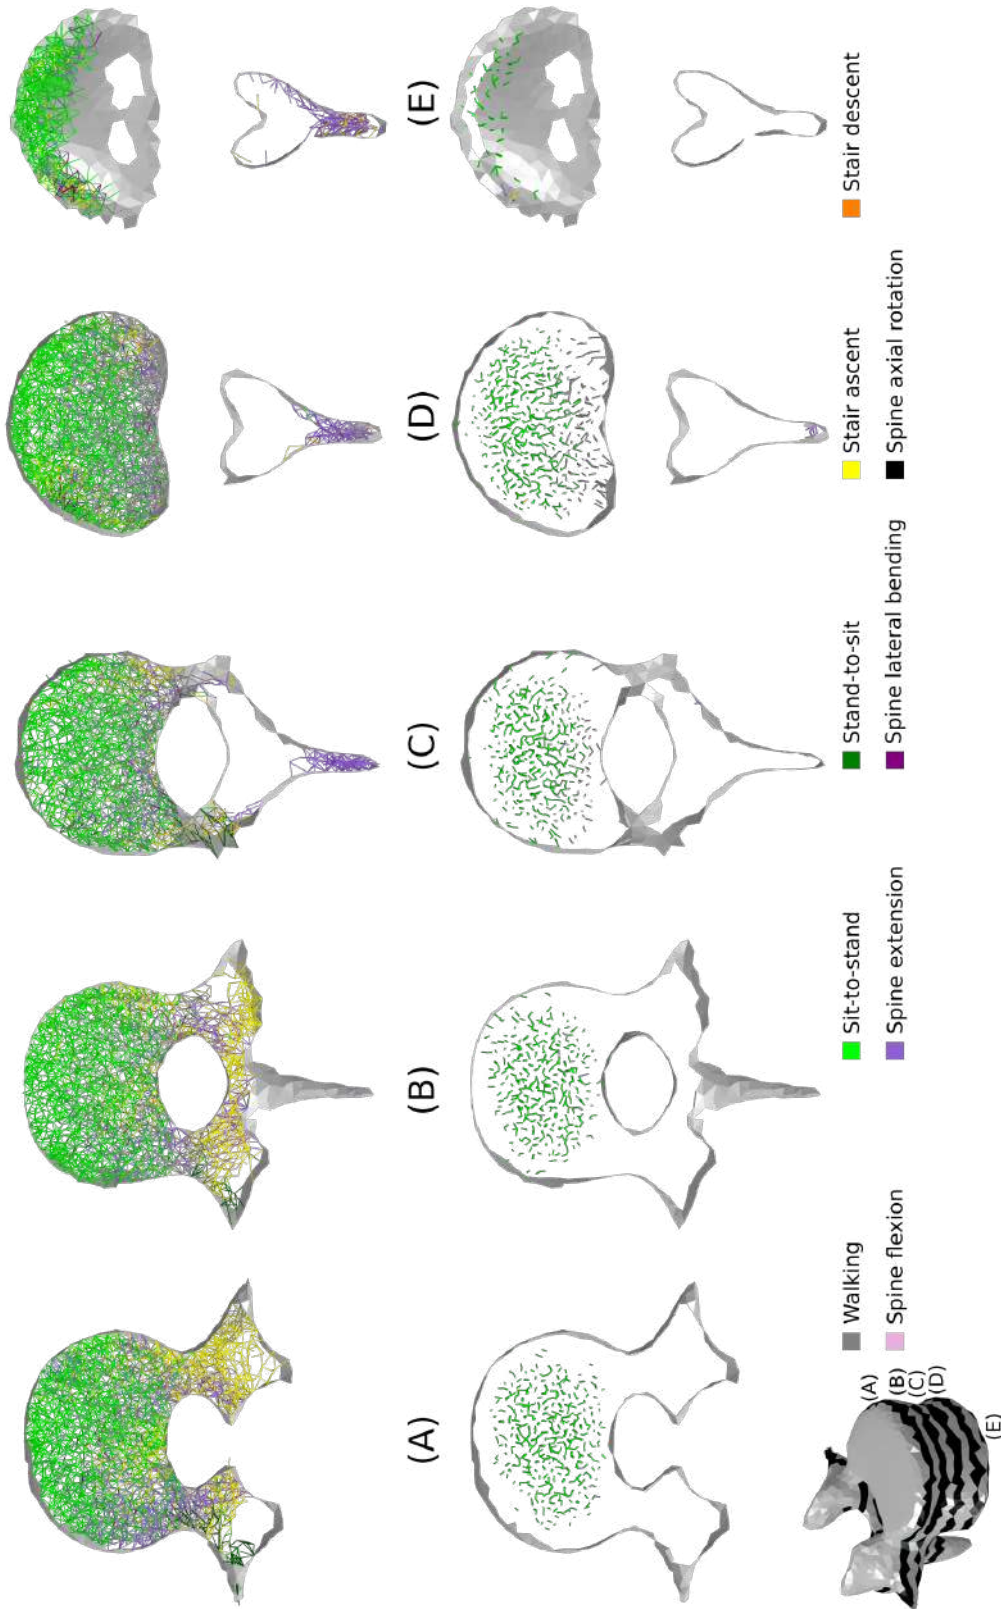 (A) (B) (C) (D) (E)
Walking Sit-to-stand Stand-to-sit Stair ascent Stair descent
Spine flexion Spine extension Spine lateral bending Spine axial rotation
(A)
(B)
(C)
(D)
(E)